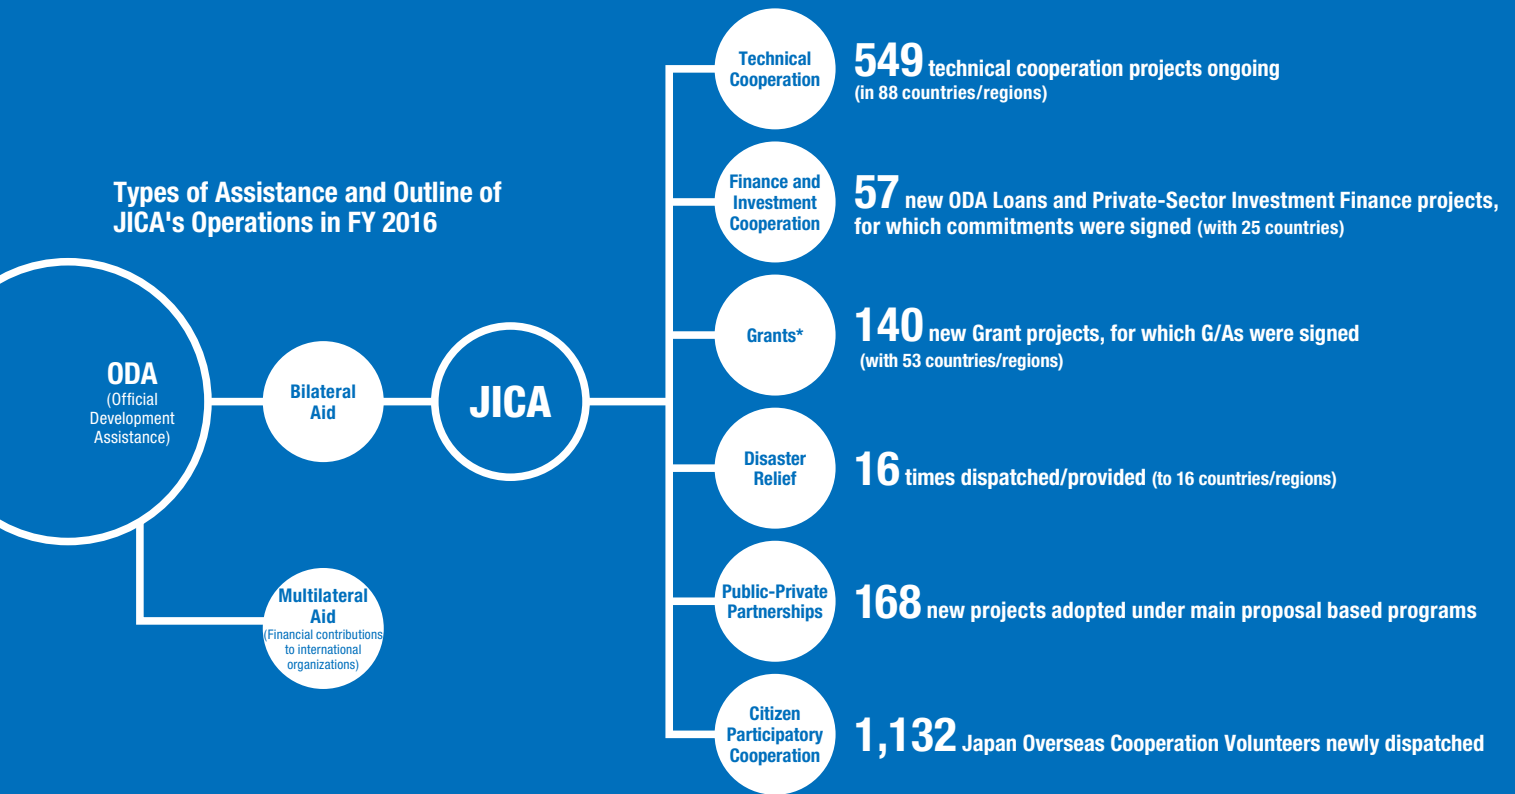 Types of Assistance and Outline of
JICA's Operations in FY 2016
ODA
(Official
Development
Assistance)
Bilateral
Aid
JICA
Multilateral
Aid
(Financial contributions
to international
organizations)
Technical
Cooperation
549 technical cooperation projects ongoing
(in 88 countries/regions)
Finance and
Investment
Cooperation
57 new ODA Loans and Private-Sector Investment Finance projects,
for which commitments were signed (with 25 countries)
Grants*
140 new Grant projects, for which G/As were signed
(with 53 countries/regions)
Disaster
Relief
16 times dispatched/provided (to 16 countries/regions)
Public-Private
Partnerships
168 new projects adopted under main proposal based programs
Citizen
Participatory
Cooperation
1,132 Japan Overseas Cooperation Volunteers newly dispatched